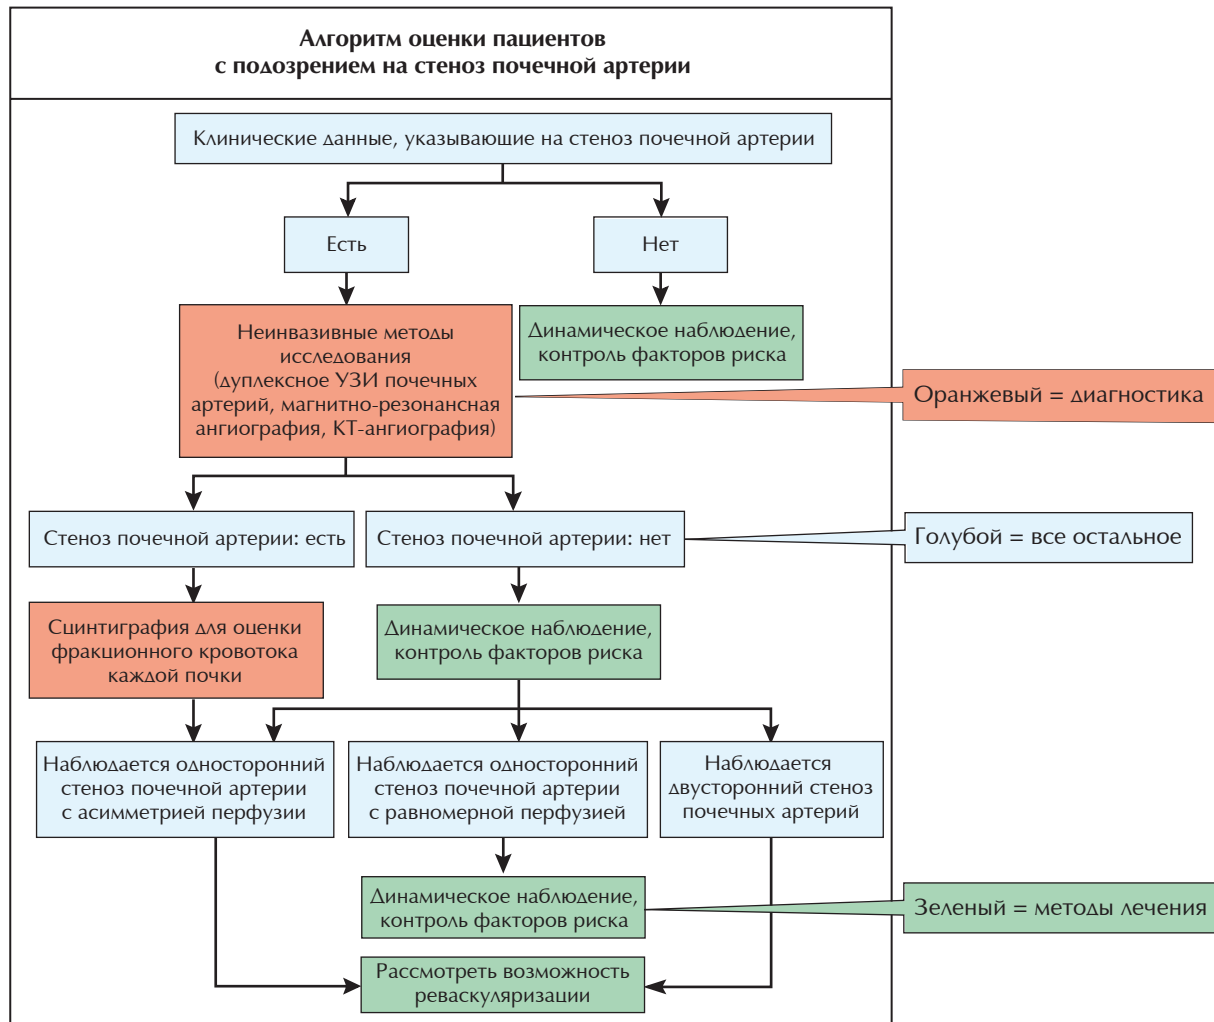 Алгоритм оценки пациентов
с подозрением на стеноз почечной артерии
Клинические данные, указывающие на стеноз почечной артерии
Есть
Нет
Неинвазивные методы
исследования
(дуплексное УЗИ почечных
артерий, магнитно-резонансная
ангиография, КТ-ангиография)
Динамическое наблюдение,
контроль факторов риска
Оранжевый = диагностика
Стеноз почечной артерии: есть
Стеноз почечной артерии: нет
Голубой = все остальное
Сцинтиграфия для оценки
фракционного кровотока
каждой почки
Динамическое наблюдение,
контроль факторов риска
Наблюдается односторонний
стеноз почечной артерии
с асимметрией перфузии
Наблюдается односторонний
стеноз почечной артерии
с равномерной перфузией
Наблюдается
двусторонний стеноз
почечных артерий
Динамическое наблюдение,
контроль факторов риска
Зеленый = методы лечения
Рассмотреть возможность
реваскуляризации